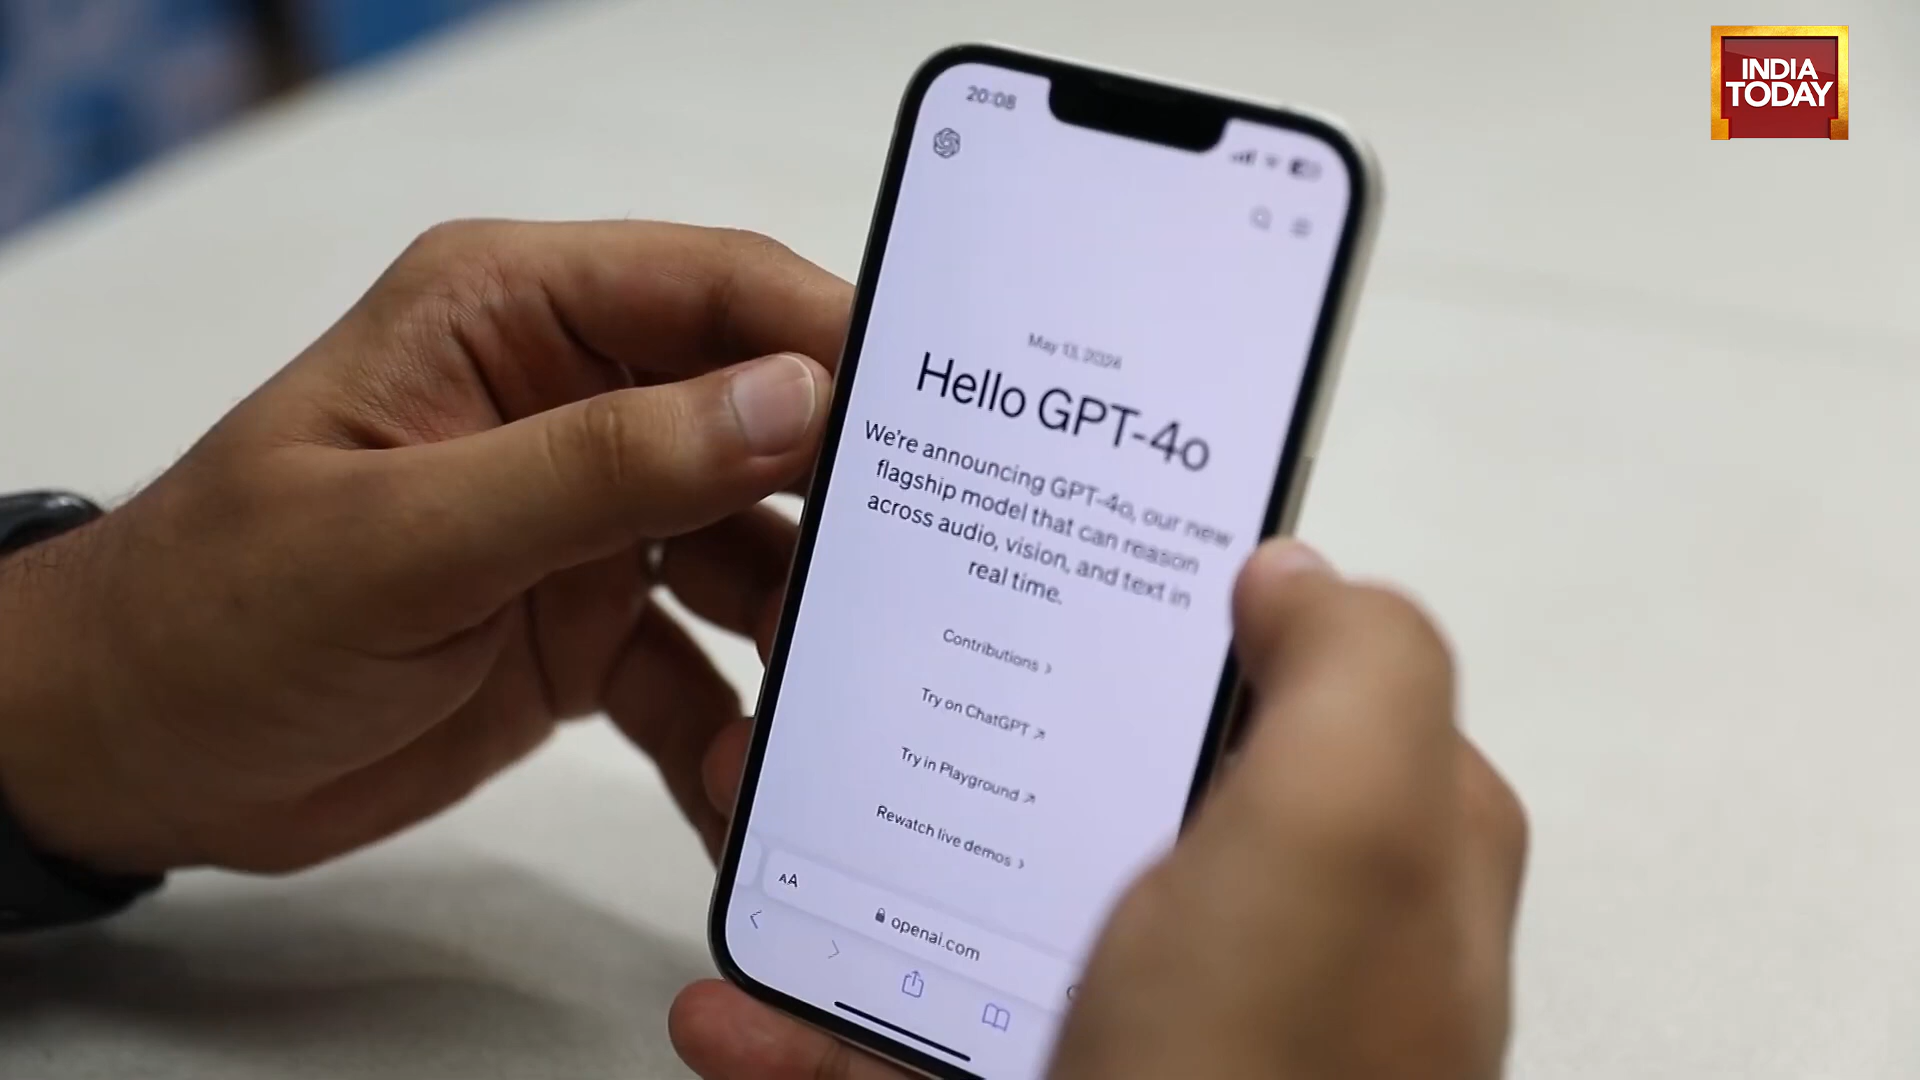 INDIA
TODAY
20:08
May 13, 2024
Hello GPT-4o
We're announcing GPT-4o, our new
flagship model that can reason
across audio, vision, and text in
real time.
Contributions ›
Try on ChatGPT ↗
Try in Playground ↗
Rewatch live demos ›
AA
openai.com